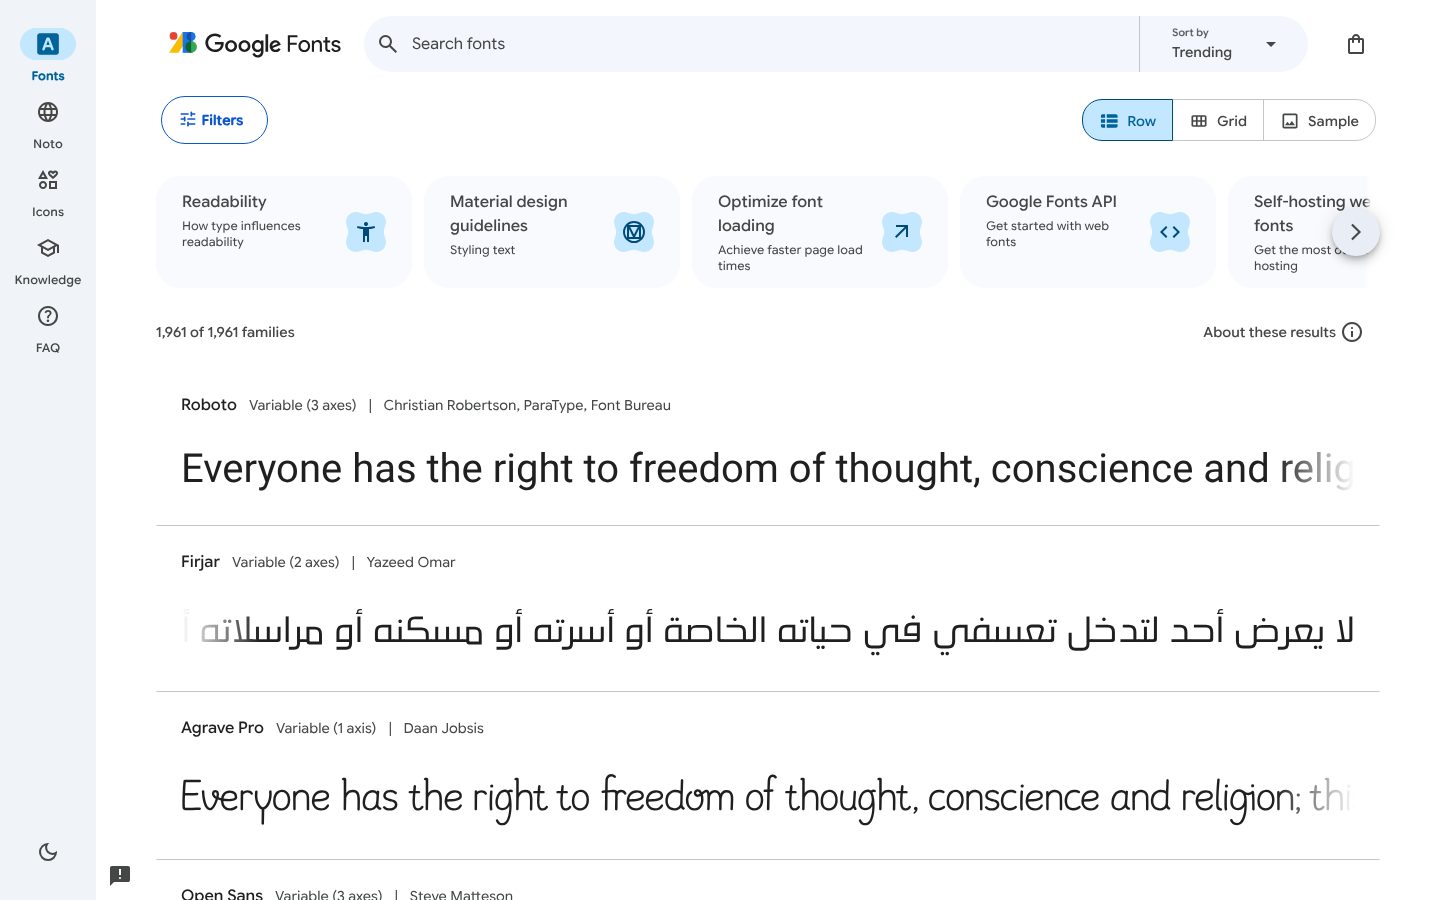 Fonts
Noto
Icons
Knowledge
FAQ
Google Fonts
Search fonts
Sort by
Trending
Filters
Row
Grid
Sample
Readability
How type influences
readability
Material design
guidelines
Styling text
Optimize font
loading
Achieve faster page load
times
Google Fonts API
Get started with web
fonts
Self-hosting we
fonts
Get the most o
hosting
1,961 of 1,961 families
About these results
Roboto Variable (3 axes) | Christian Robertson, ParaType, Font Bureau
Everyone has the right to freedom of thought, conscience and relig
Firjar Variable (2 axes) | Yazeed Omar
لا يعرض أحد لتدخل تعسفي في حياته الخاصة أو أسرته أو مسكنه أو مراسلاته أ
Agrave Pro Variable (1 axis) | Daan Jobsis
Everyone has the right to freedom of thought, conscience and religion; thi
Open Sans Variable (3 axes) | Steve Matteson